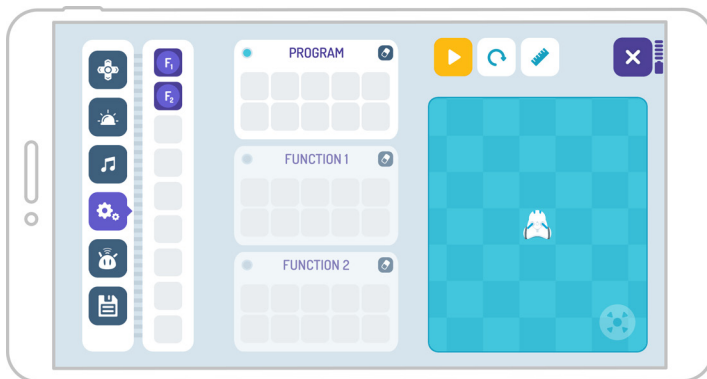 F1
F2
PROGRAM
FUNCTION 1
FUNCTION 2